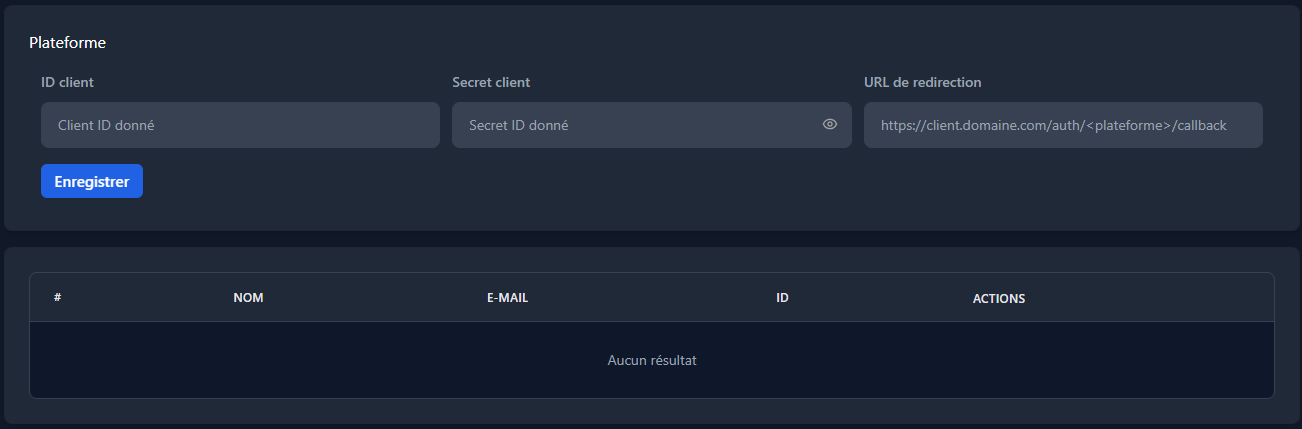 Plateforme
ID client Secret client URL de redirection
Client ID donné Secret ID donné https://client.domaine.com/auth/<plateforme>/callback
Enregistrer
# NOM E-MAIL ID ACTIONS
Aucun résultat